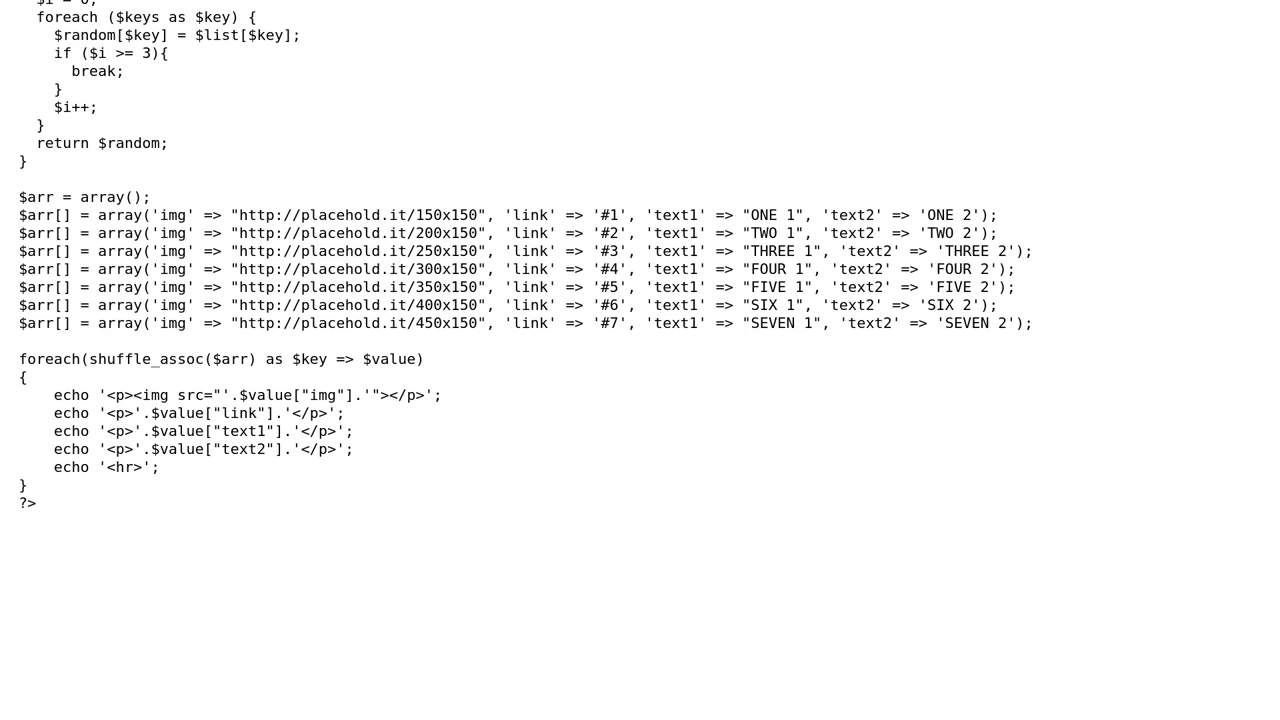 $i = 0;
  foreach ($keys as $key) {
    $random[$key] = $list[$key];
    if ($i >= 3){
      break;
    }
    $i++;
  }
  return $random;
}

$arr = array();
$arr[] = array('img' => "http://placehold.it/150x150", 'link' => '#1', 'text1' => "ONE 1", 'text2' => 'ONE 2');
$arr[] = array('img' => "http://placehold.it/200x150", 'link' => '#2', 'text1' => "TWO 1", 'text2' => 'TWO 2');
$arr[] = array('img' => "http://placehold.it/250x150", 'link' => '#3', 'text1' => "THREE 1", 'text2' => 'THREE 2');
$arr[] = array('img' => "http://placehold.it/300x150", 'link' => '#4', 'text1' => "FOUR 1", 'text2' => 'FOUR 2');
$arr[] = array('img' => "http://placehold.it/350x150", 'link' => '#5', 'text1' => "FIVE 1", 'text2' => 'FIVE 2');
$arr[] = array('img' => "http://placehold.it/400x150", 'link' => '#6', 'text1' => "SIX 1", 'text2' => 'SIX 2');
$arr[] = array('img' => "http://placehold.it/450x150", 'link' => '#7', 'text1' => "SEVEN 1", 'text2' => 'SEVEN 2');

foreach(shuffle_assoc($arr) as $key => $value)
{
    echo '<p><img src="'.$value["img"].'"></p>';
    echo '<p>'.$value["link"].'</p>';
    echo '<p>'.$value["text1"].'</p>';
    echo '<p>'.$value["text2"].'</p>';
    echo '<hr>';
}
?>